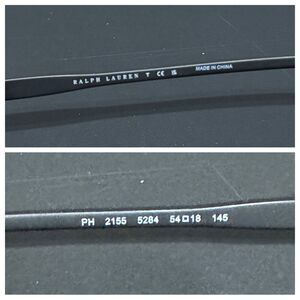 RALPH LAUREN T CE MADE IN CHINA
PH 2155 5284 54□18 145